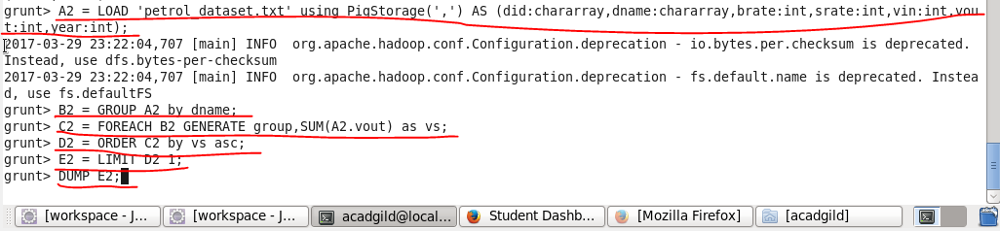 grunt> A2 = LOAD 'petrol_dataset.txt' using PigStorage(',') AS (did:chararray,dname:chararray,brate:int,srate:int,vin:int,vou
t:int,year:int);
2017-03-29 23:22:04,707 [main] INFO  org.apache.hadoop.conf.Configuration.deprecation - io.bytes.per.checksum is deprecated.
Instead, use dfs.bytes-per-checksum
2017-03-29 23:22:04,707 [main] INFO  org.apache.hadoop.conf.Configuration.deprecation - fs.default.name is deprecated. Instea
d, use fs.defaultFS
grunt> B2 = GROUP A2 by dname;
grunt> C2 = FOREACH B2 GENERATE group,SUM(A2.vout) as vs;
grunt> D2 = ORDER C2 by vs asc;
grunt> E2 = LIMIT D2 1;
grunt> DUMP E2;
[workspace - J... [workspace - J... acadgild@local... Student Dashb... [Mozilla Firefox] [acadgild]